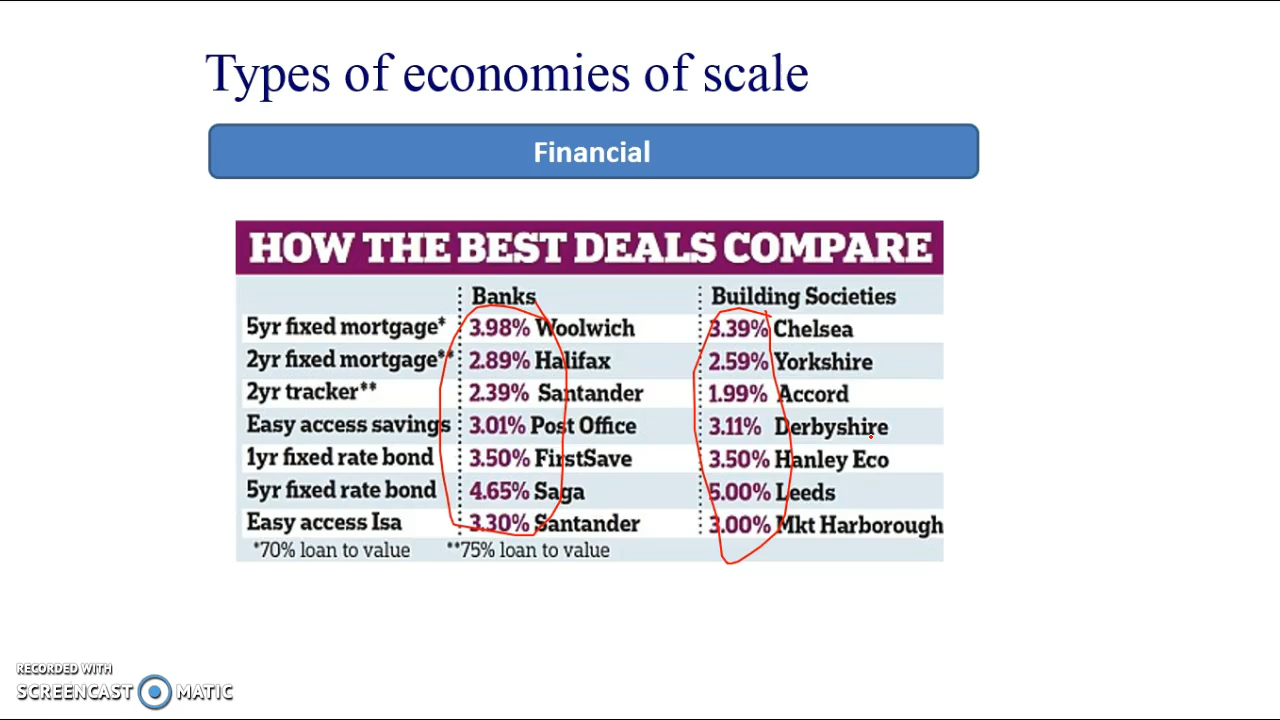 Types of economies of scale
Financial
HOW THE BEST DEALS COMPARE
Banks Building Societies
5yr fixed mortgage* 3.98% Woolwich 3.39% Chelsea
2yr fixed mortgage** 2.89% Halifax 2.59% Yorkshire
2yr tracker** 2.39% Santander 1.99% Accord
Easy access savings 3.01% Post Office 3.11% Derbyshire
1yr fixed rate bond 3.50% FirstSave 3.50% Hanley Eco
5yr fixed rate bond 4.65% Saga 5.00% Leeds
Easy access Isa 3.30% Santander 3.00% Mkt Harborough
*70% loan to value **75% loan to value
RECORDED WITH
SCREENCAST MATIC